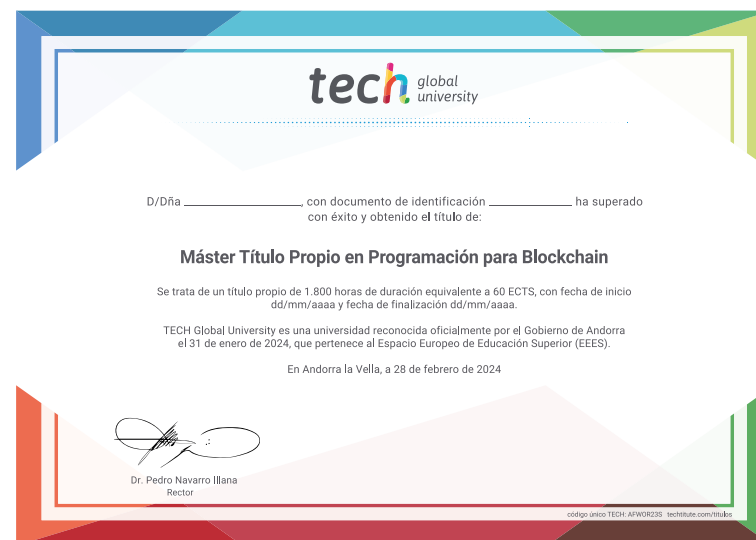 tech global
university
D/Dña ______________, con documento de identificación __________ ha superado
con éxito y obtenido el título de:
Máster Título Propio en Programación para Blockchain
Se trata de un título propio de 1.800 horas de duración equivalente a 60 ECTS, con fecha de inicio
dd/mm/aaaa y fecha de finalización dd/mm/aaaa.
TECH Global University es una universidad reconocida oficialmente por el Gobierno de Andorra
el 31 de enero de 2024, que pertenece al Espacio Europeo de Educación Superior (EEES).
En Andorra la Vella, a 28 de febrero de 2024
Dr. Pedro Navarro Illana
Rector
código único TECH: AFWOR23S techtitute.com/titulos